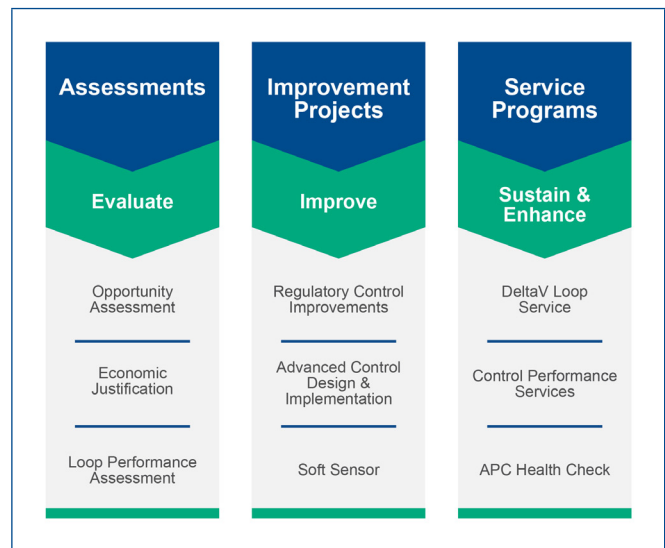 Assessments
Evaluate
Opportunity
Assessment
Economic
Justification
Loop Performance
Assessment
Improvement
Projects
Improve
Regulatory Control
Improvements
Advanced Control
Design &
Implementation
Soft Sensor
Service
Programs
Sustain &
Enhance
DeltaV Loop
Service
Control Performance
Services
APC Health Check